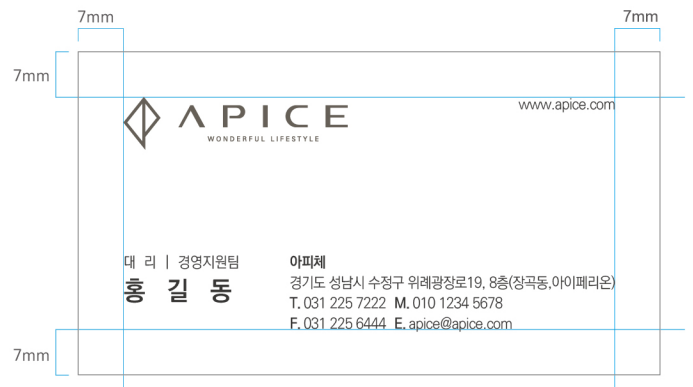 7mm
7mm
7mm
APICE
WONDERFUL LIFESTYLE
www.apice.com
대 리 | 경영지원팀
홍 길 동
아피체
경기도 성남시 수정구 위례광장로19, 8층(장곡동,아이페리온)
T. 031 225 7222 M. 010 1234 5678
F. 031 225 6444 E. apice@apice.com
7mm